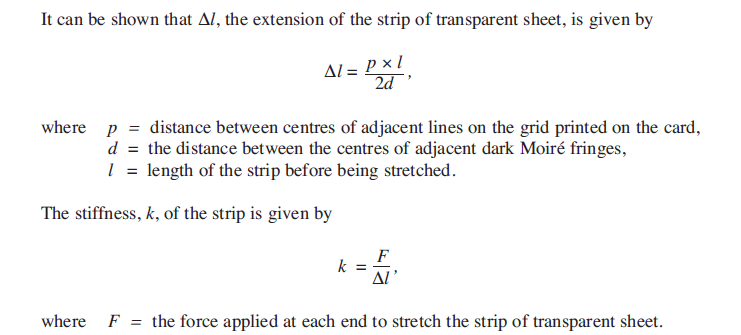 It can be shown that Δl, the extension of the strip of transparent sheet, is given by
Δl = p × l / 2d ,
where p = distance between centres of adjacent lines on the grid printed on the card,
d = the distance between the centres of adjacent dark Moiré fringes,
l = length of the strip before being stretched.
The stiffness, k, of the strip is given by
k = F / Δl ,
where F = the force applied at each end to stretch the strip of transparent sheet.